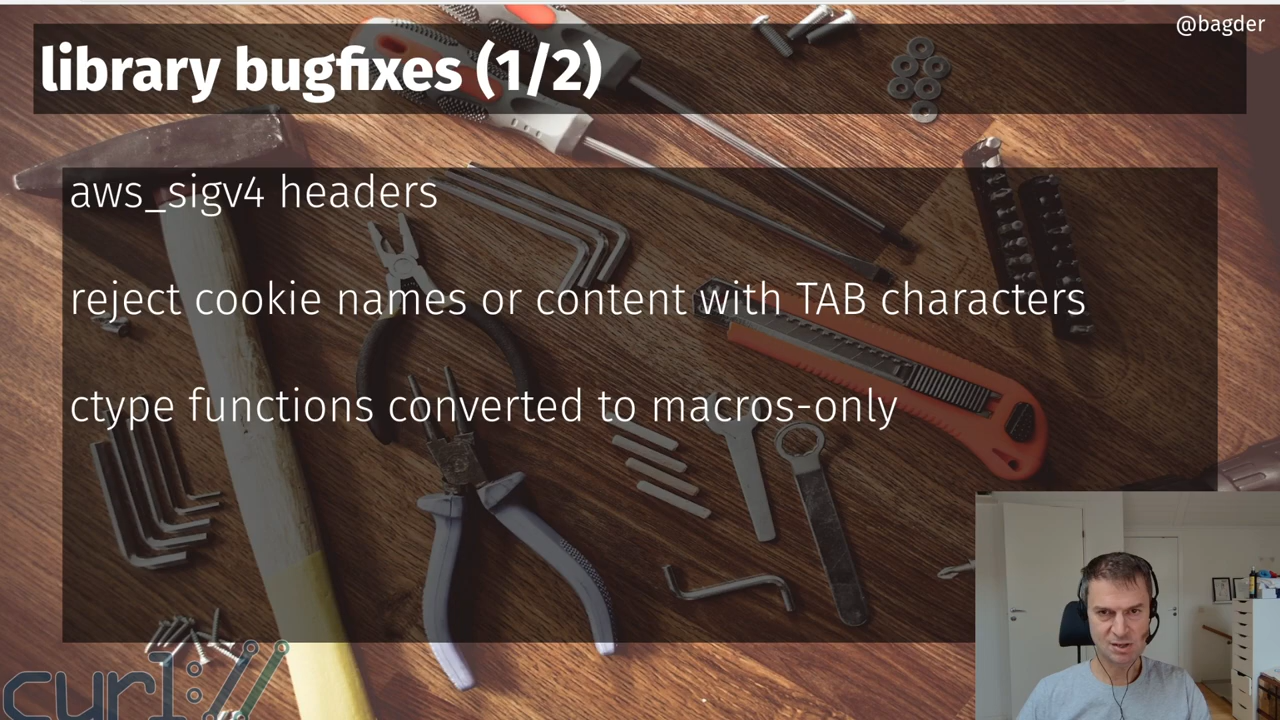 @bagder
library bugfixes (1/2)
aws_sigv4 headers
reject cookie names or content with TAB characters
ctype functions converted to macros-only
curl://